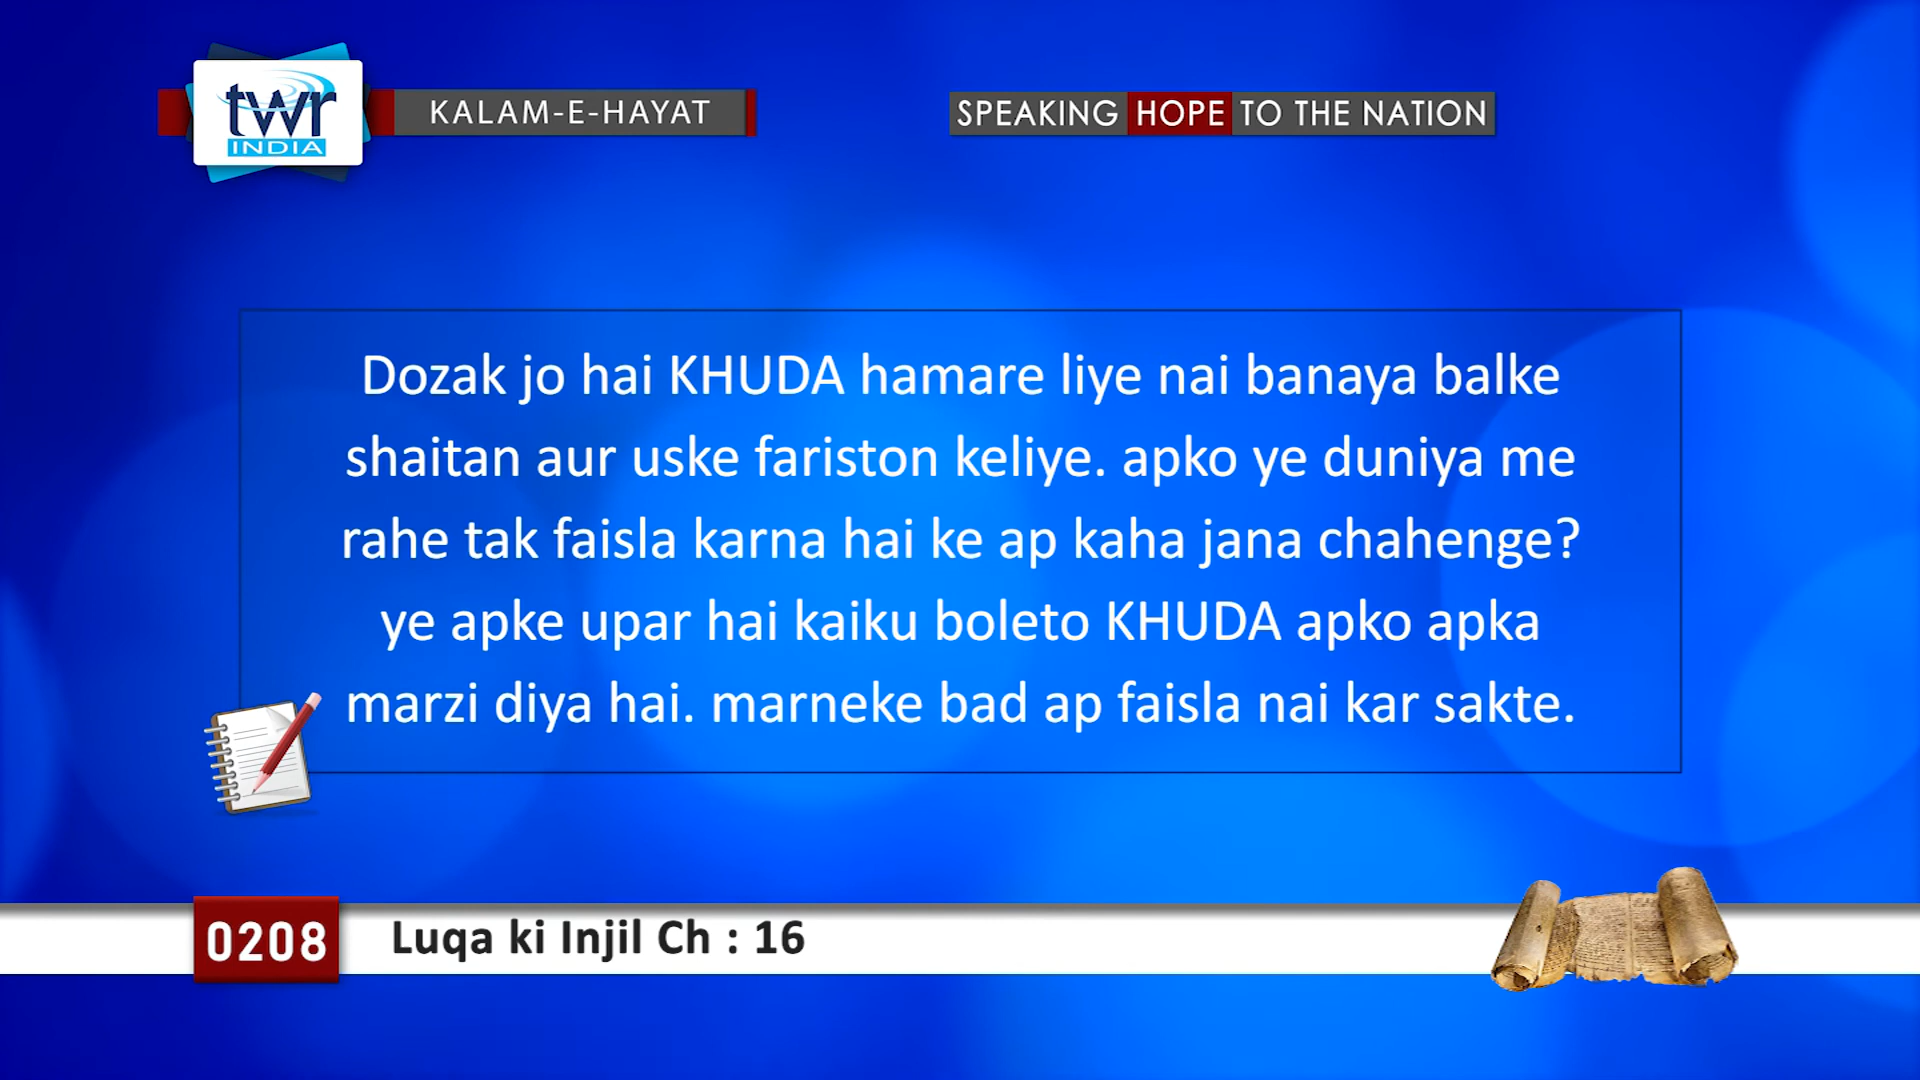 twr
INDIA
KALAM-E-HAYAT
SPEAKING HOPE TO THE NATION
Dozak jo hai KHUDA hamare liye nai banaya balke
shaitan aur uske fariston keliye. apko ye duniya me
rahe tak faisla karna hai ke ap kaha jana chahenge?
ye apke upar hai kaiku boleto KHUDA apko apka
marzi diya hai. marneke bad ap faisla nai kar sakte.
0208
Luqa ki Injil Ch : 16